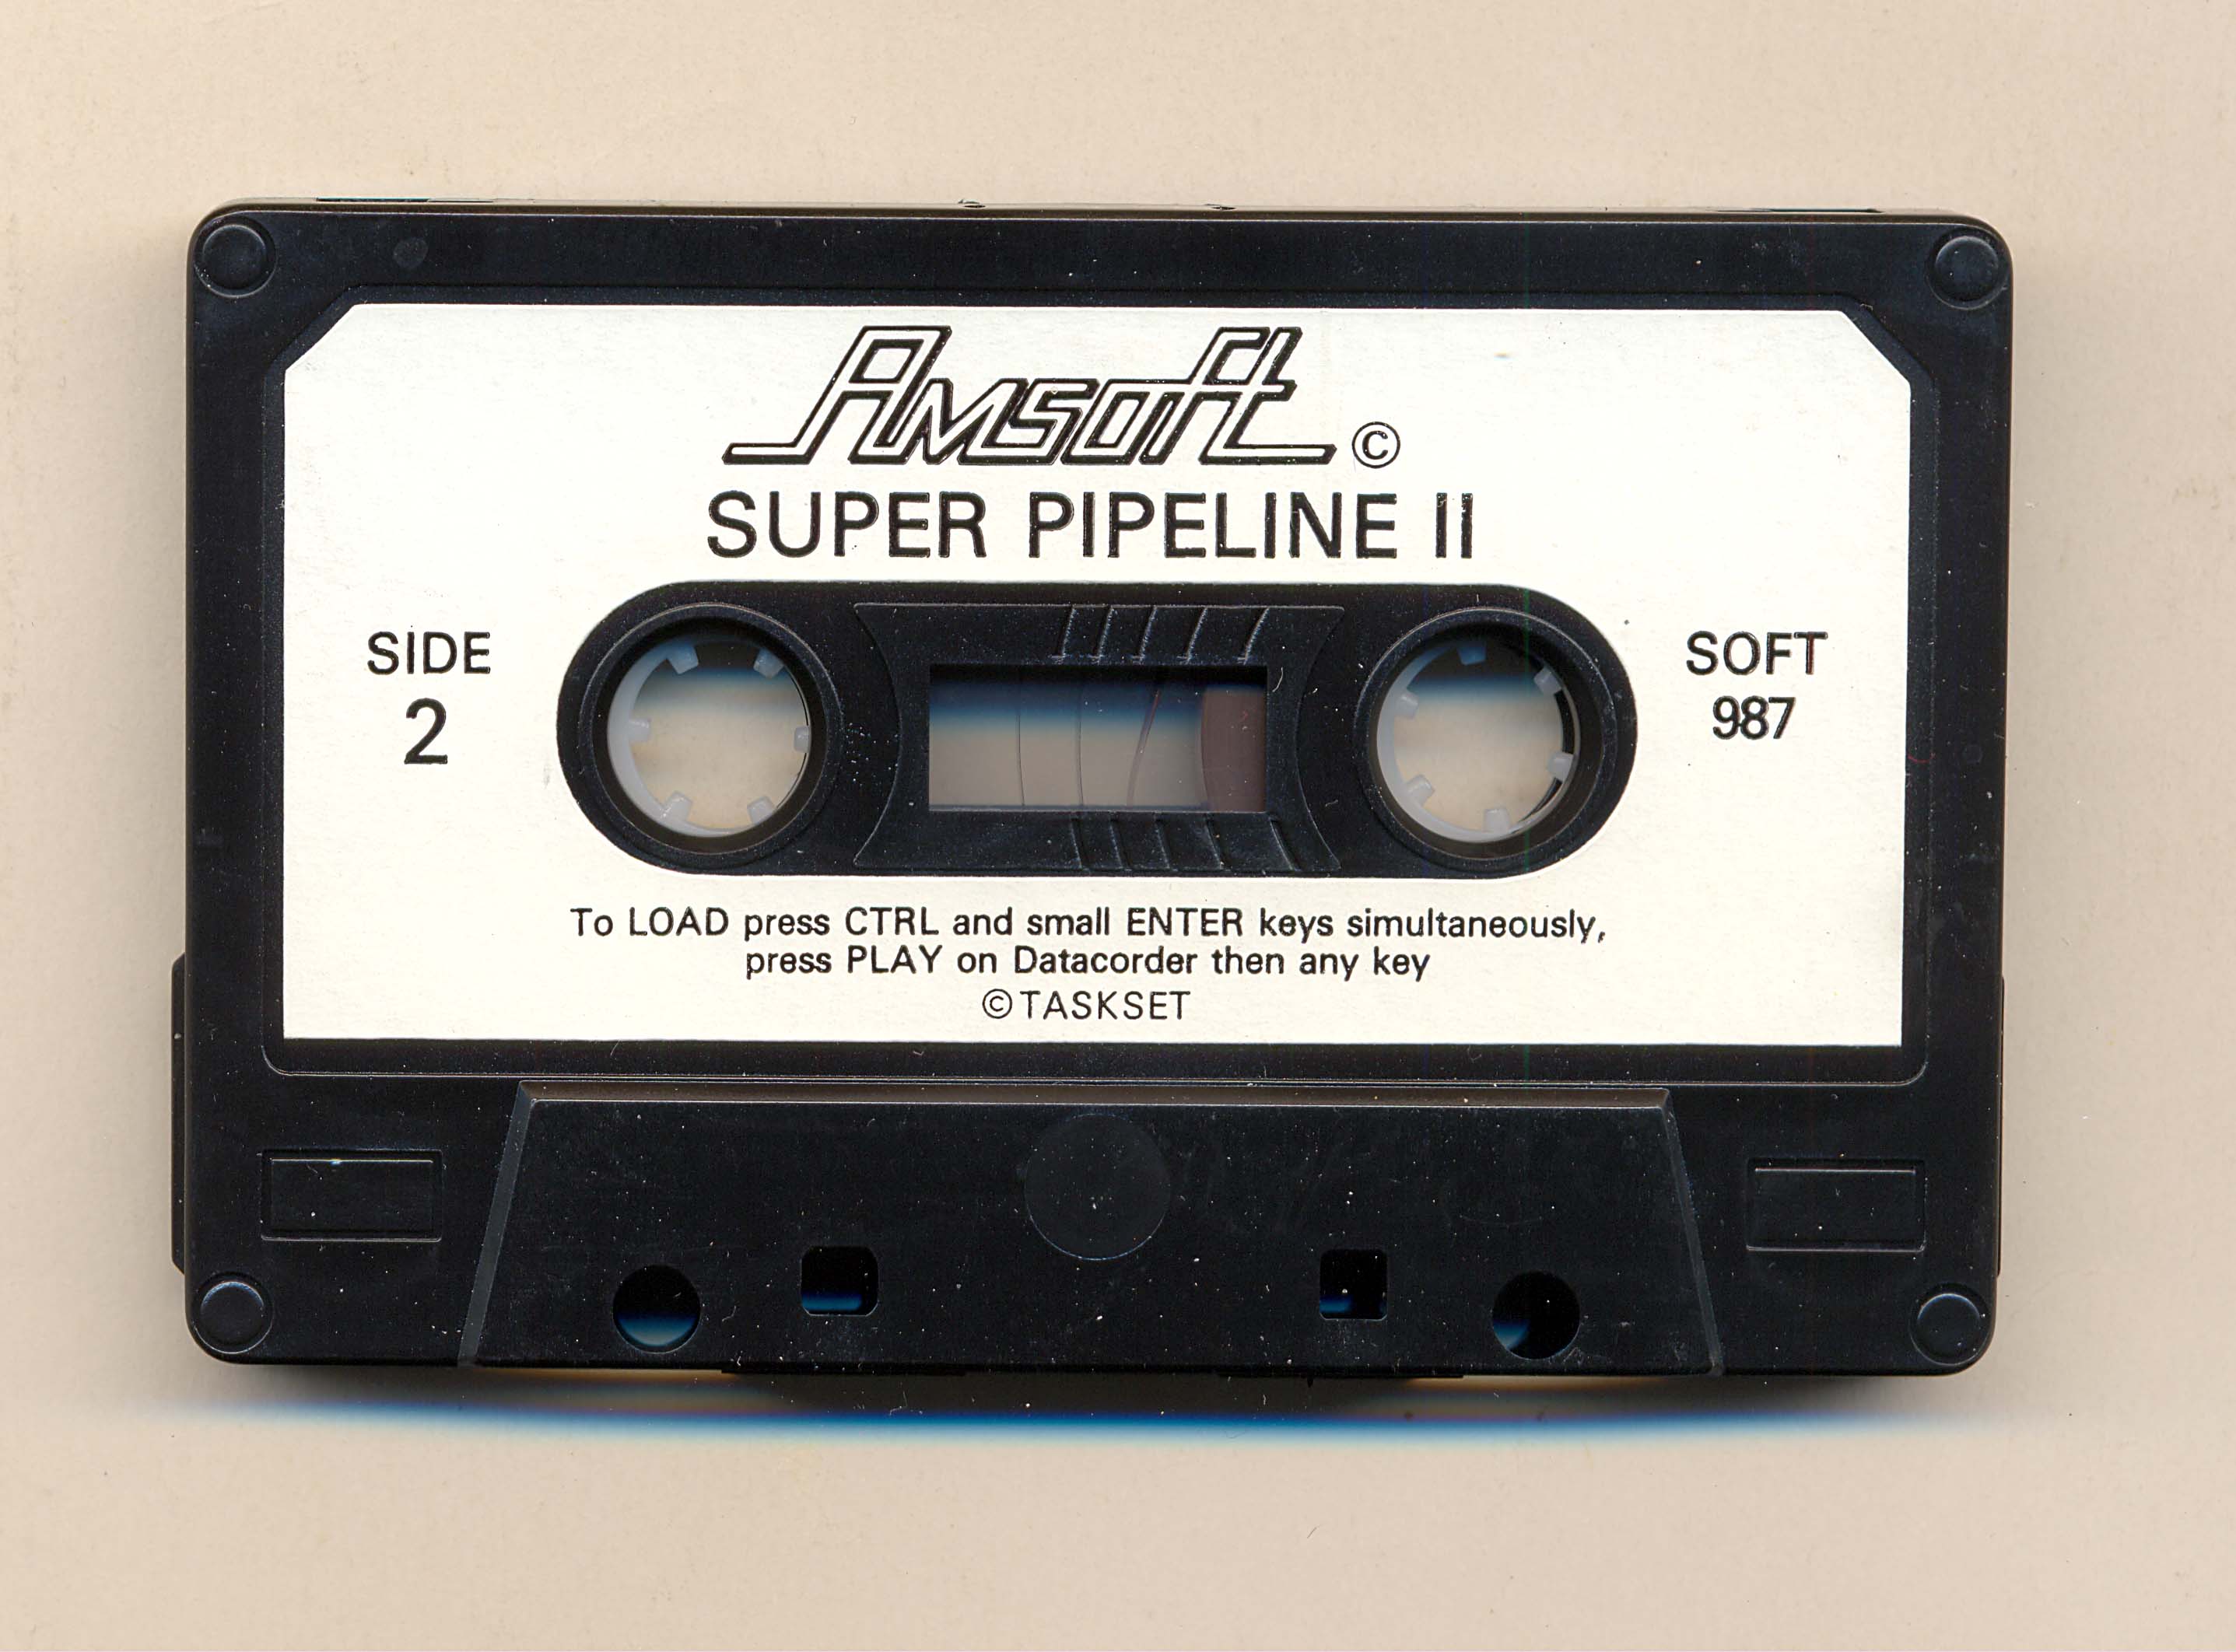 Amsoft ©
SUPER PIPELINE II
SIDE
2
SOFT
987
To LOAD press CTRL and small ENTER keys simultaneously,
press PLAY on Datacorder then any key
© TASKSET